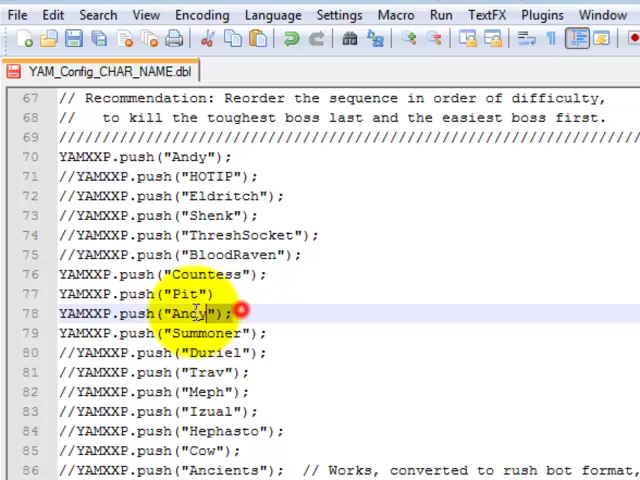 File Edit Search View Encoding Language Settings Macro Run TextFX Plugins Window
YAM_Config_CHAR_NAME.dbl
67 // Recommendation: Reorder the sequence in order of difficulty,
68 //   to kill the toughest boss last and the easiest boss first.
69 ////////////////////////////////////////////////////////////////////////
70 YAMXXP.push("Andy");
71 //YAMXXP.push("HOTIP");
72 //YAMXXP.push("Eldritch");
73 //YAMXXP.push("Shenk");
74 //YAMXXP.push("ThreshSocket");
75 //YAMXXP.push("BloodRaven");
76 YAMXXP.push("Countess");
77 YAMXXP.push("Pit")
78 YAMXXP.push("Andy");
79 YAMXXP.push("Summoner");
80 //YAMXXP.push("Duriel");
81 //YAMXXP.push("Trav");
82 //YAMXXP.push("Meph");
83 //YAMXXP.push("Izual");
84 //YAMXXP.push("Hephasto");
85 //YAMXXP.push("Cow");
86 //YAMXXP.push("Ancients");  // Works, converted to rush bot format,